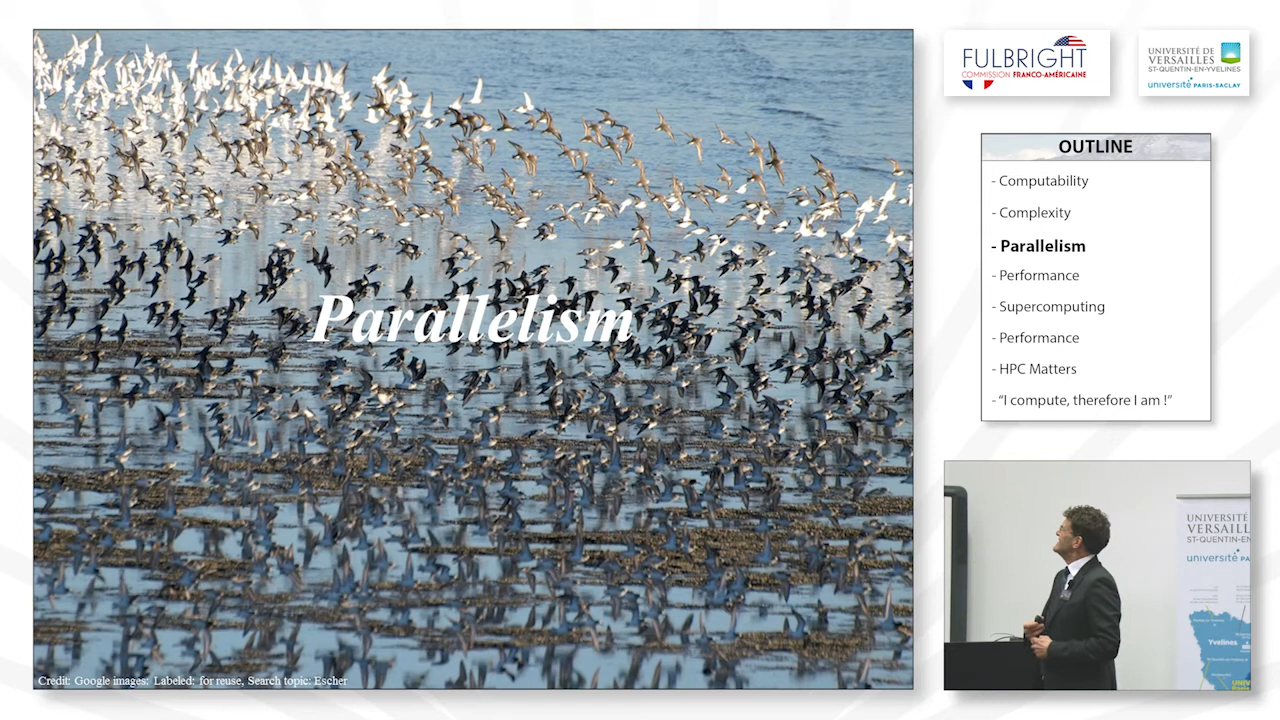 Parallelism
Credit: Google images: Labeled: for reuse, Search topic: Escher
FULBRIGHT
COMMISSION FRANCO-AMÉRICAINE
UNIVERSITÉ DE
VERSAILLES
ST-QUENTIN-EN-YVELINES
université PARIS-SACLAY
OUTLINE
- Computability
- Complexity
- Parallelism
- Performance
- Supercomputing
- Performance
- HPC Matters
- “I compute, therefore I am !”
UNIVERSITÉ
VERSAILL
ST-QUENTIN-EN
université PA
Yvelines